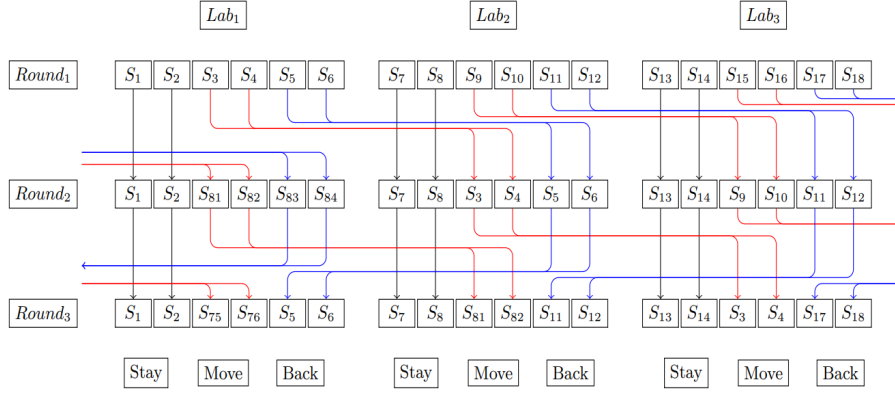 Lab₁ Lab₂ Lab₃
Round₁ S₁ S₂ S₃ S₄ S₅ S₆ S₇ S₈ S₉ S₁₀ S₁₁ S₁₂ S₁₃ S₁₄ S₁₅ S₁₆ S₁₇ S₁₈
Round₂ S₁ S₂ S₈₁ S₈₂ S₈₃ S₈₄ S₇ S₈ S₃ S₄ S₅ S₆ S₁₃ S₁₄ S₉ S₁₀ S₁₁ S₁₂
Round₃ S₁ S₂ S₇₅ S₇₆ S₅ S₆ S₇ S₈ S₈₁ S₈₂ S₁₁ S₁₂ S₁₃ S₁₄ S₃ S₄ S₁₇ S₁₈
Stay Move Back Stay Move Back Stay Move Back